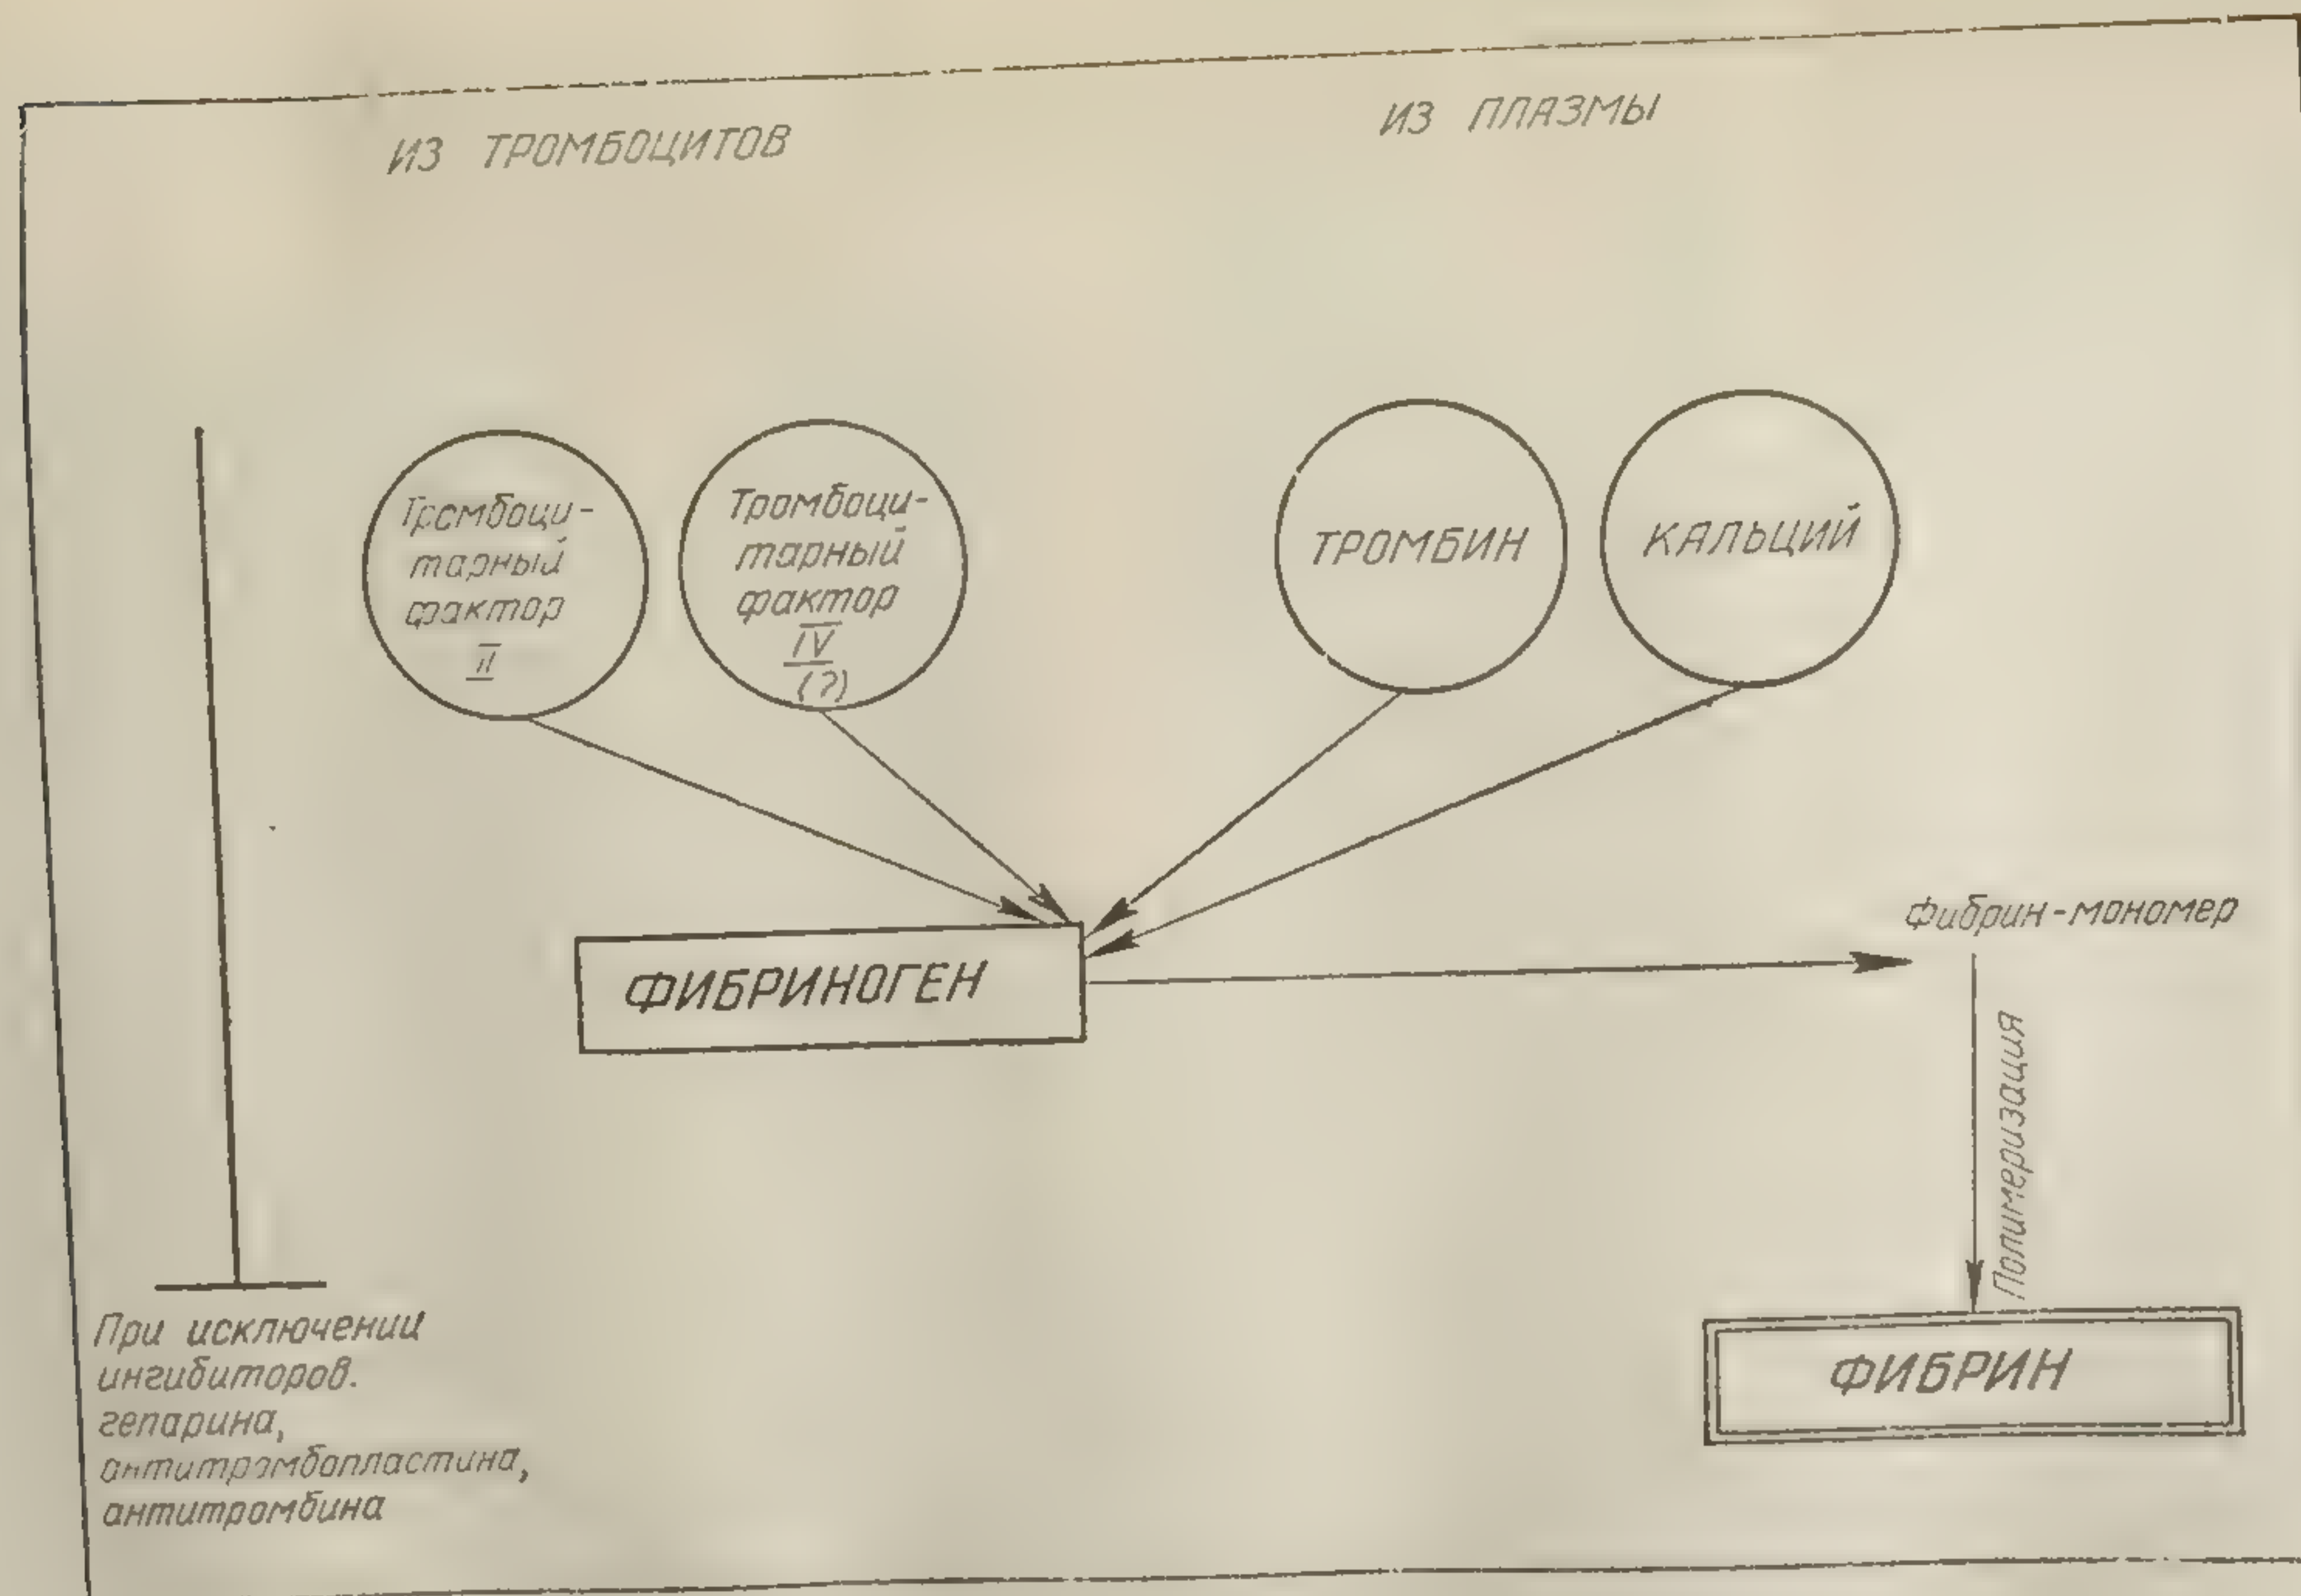 ИЗ ТРОМБОЦИТОВ
ИЗ ПЛАЗМЫ
Тромбоци-
тарный
фактор
II
Тромбоци-
тарный
фактор
IV
(?)
ТРОМБИН
КАЛЬЦИЙ
ФИБРИНОГЕН
Фибрин-мономер
Полимеризация
ФИБРИН
При исключении
ингибиторов.
гепарина,
антитромбопластина,
антитромбина